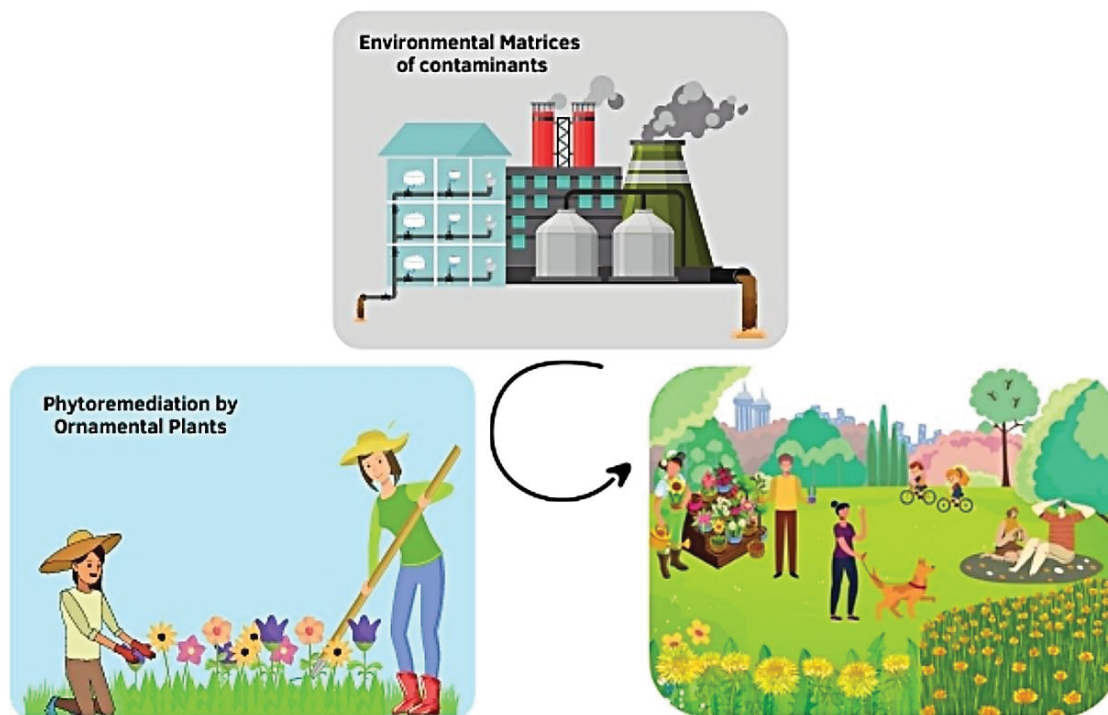 Environmental Matrices
of contaminants
Phytoremediation by
Ornamental Plants